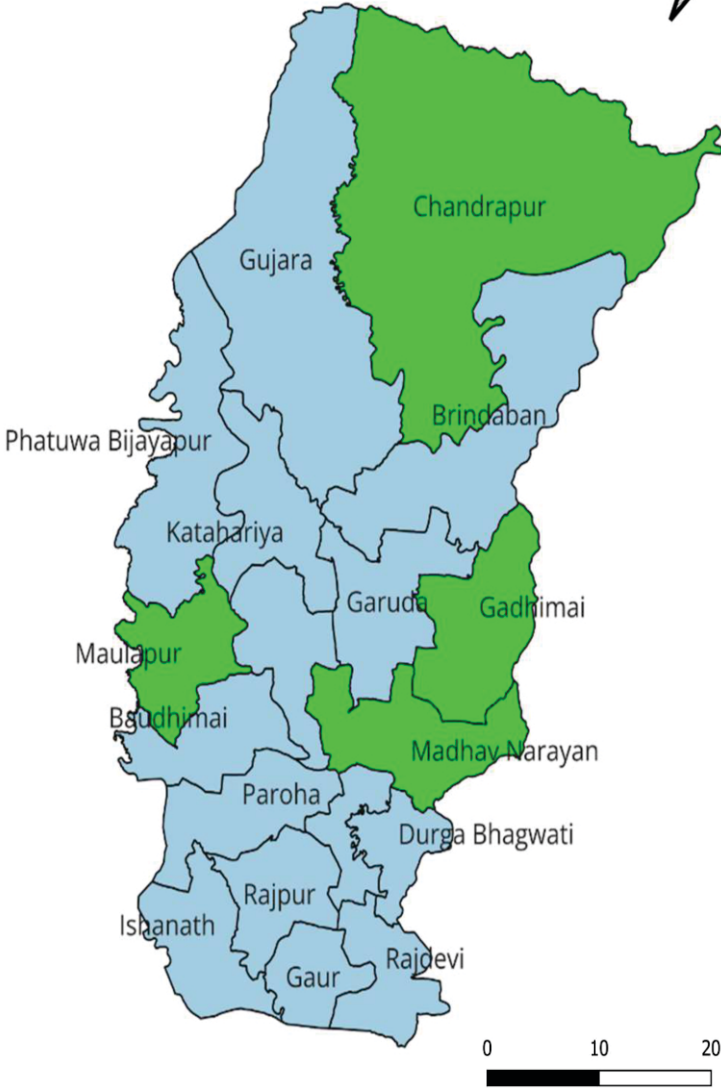 Chandrapur
Gujara
Brindaban
Phatuwa Bijayapur
Katahariya
Garuda
Gadhimai
Maulapur
Baudhimai
Madhav Narayan
Paroha
Durga Bhagwati
Rajpur
Ishanath
Rajdevi
Gaur
0 10 20